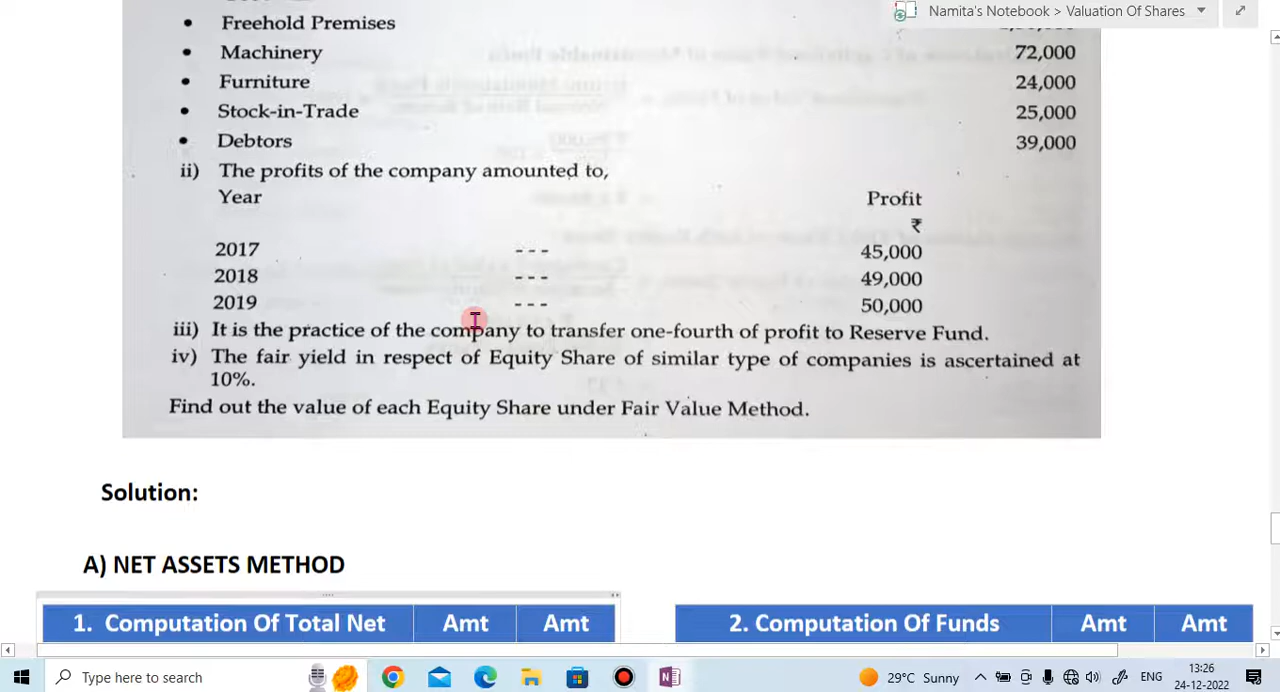 Namita's Notebook > Valuation Of Shares
• Freehold Premises
• Machinery 72,000
• Furniture 24,000
• Stock-in-Trade 25,000
• Debtors 39,000
ii) The profits of the company amounted to,
Year Profit
₹
2017 --- 45,000
2018 --- 49,000
2019 --- 50,000
iii) It is the practice of the company to transfer one-fourth of profit to Reserve Fund.
iv) The fair yield in respect of Equity Share of similar type of companies is ascertained at
10%.
Find out the value of each Equity Share under Fair Value Method.
Solution:
A) NET ASSETS METHOD
1. Computation Of Total Net Amt Amt
2. Computation Of Funds Amt Amt
Type here to search
29°C Sunny
ENG
13:26
24-12-2022